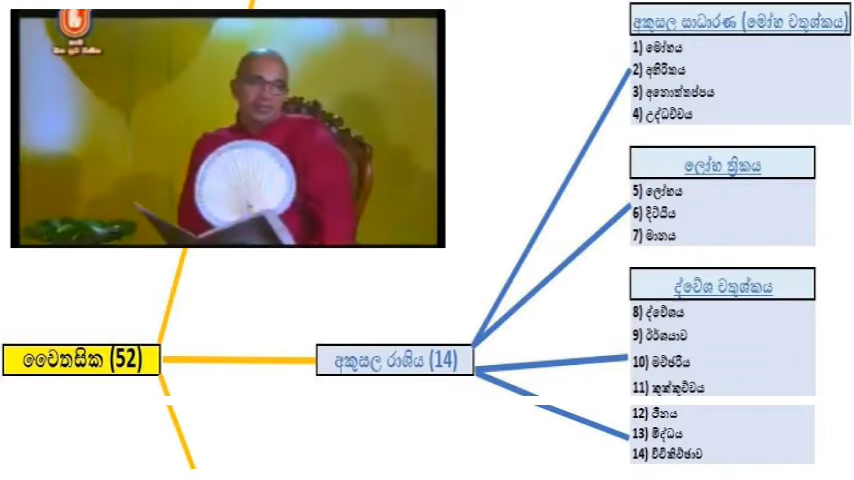 අකුසල සාධාරණ (මෝහ චතුශ්කය)
1) මෝහය
2) අහිරිකය
3) අනොත්තප්පය
4) උද්ධච්චය
ලෝභ ත්‍රිකය
5) ලෝභය
6) දිට්ඨිය
7) මානය
ද්වේශ චතුශ්කය
8) ද්වේශය
9) ඊර්ශයාව
10) මච්ඡරිය
11) කුක්කුච්චය
12) ථිනය
13) මිද්ධය
14) විචිකිච්ඡාව
චෛතසික (52)
අකුසල රාශිය (14)